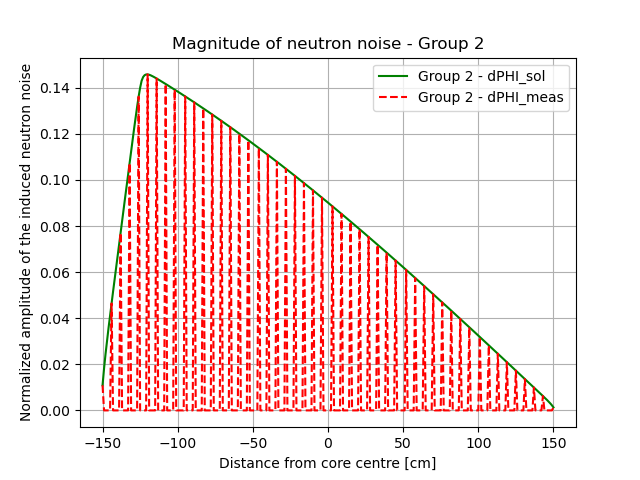 Magnitude of neutron noise - Group 2
Normalized amplitude of the induced neutron noise
0.14
0.12
0.10
0.08
0.06
0.04
0.02
0.00
Group 2 - dPHI_sol
Group 2 - dPHI_meas
−150 −100 −50 0 50 100 150
Distance from core centre [cm]